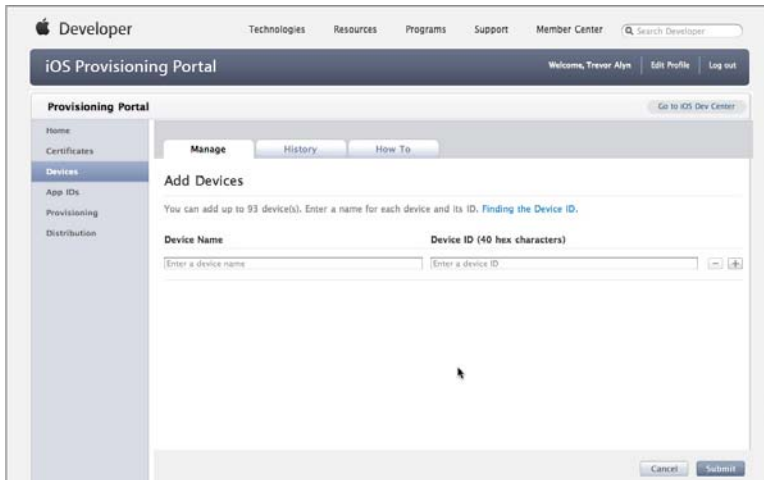 Developer Technologies Resources Programs Support Member Center Search Developer
iOS Provisioning Portal Welcome, Trevor Alyn Edit Profile Log out
Provisioning Portal Go to iOS Dev Center
Home
Certificates
Devices
App IDs
Provisioning
Distribution
Manage History How To
Add Devices
You can add up to 93 device(s). Enter a name for each device and its ID. Finding the Device ID.
Device Name Device ID (40 hex characters)
Enter a device name Enter a device ID
Cancel Submit